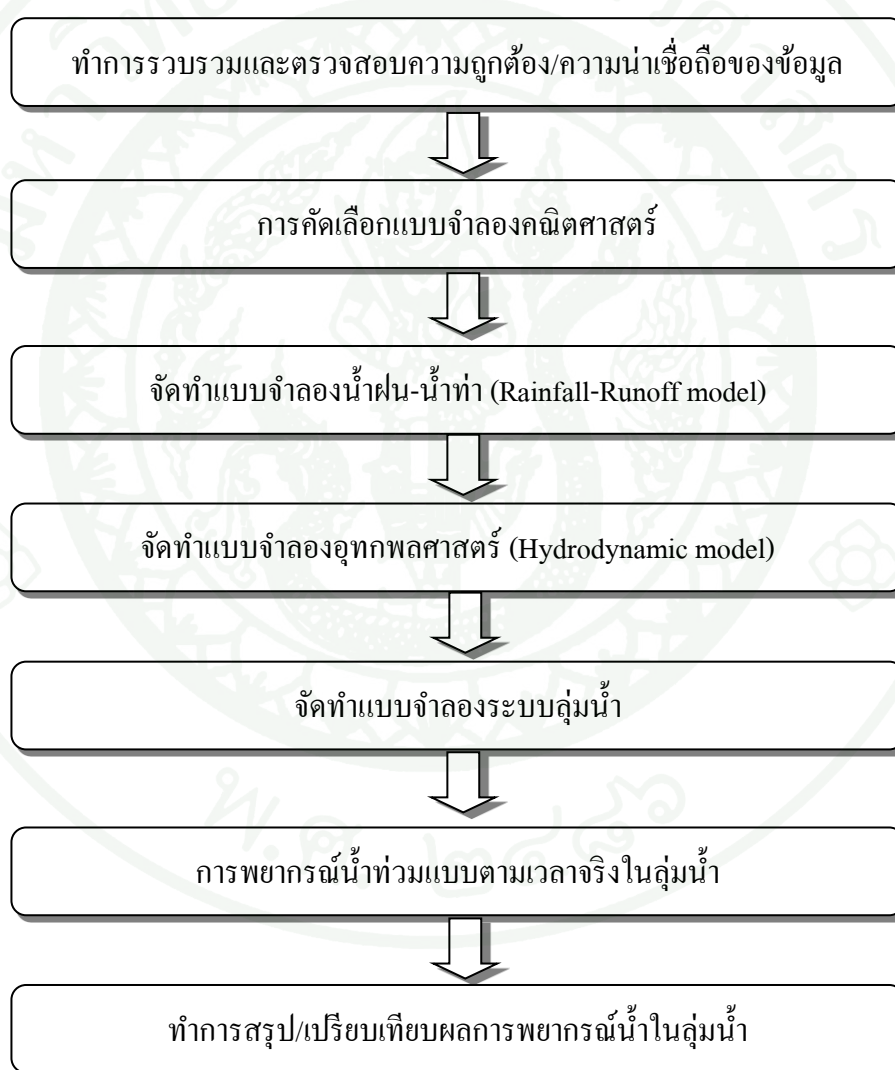 ทำการรวบรวมและตรวจสอบความถูกต้อง/ความน่าเชื่อถือของข้อมูล
การคัดเลือกแบบจำลองคณิตศาสตร์
จัดทำแบบจำลองน้ำฝน-น้ำท่า (Rainfall-Runoff model)
จัดทำแบบจำลองอุทกพลศาสตร์ (Hydrodynamic model)
จัดทำแบบจำลองระบบลุ่มน้ำ
การพยากรณ์น้ำท่วมแบบตามเวลาจริงในลุ่มน้ำ
พ.ศ. ๒๔๘๖
ทำการสรุป/เปรียบเทียบผลการพยากรณ์น้ำในลุ่มน้ำ